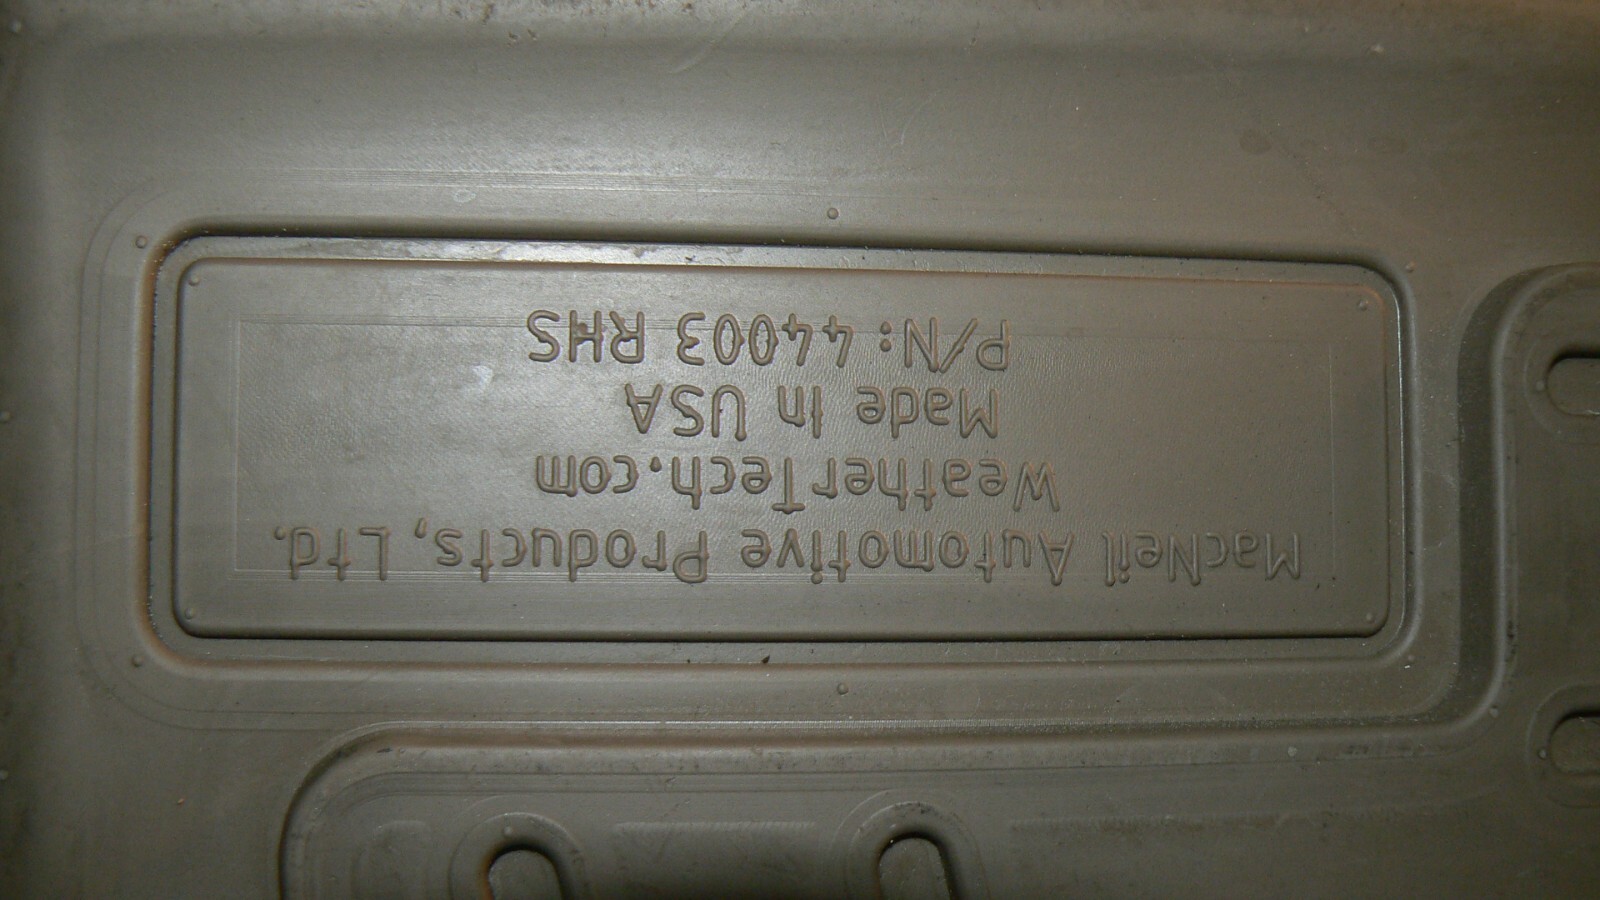 MacNeil Automotive Products, Ltd.
WeatherTech.com
Made In USA
P/N: 44003 RHS